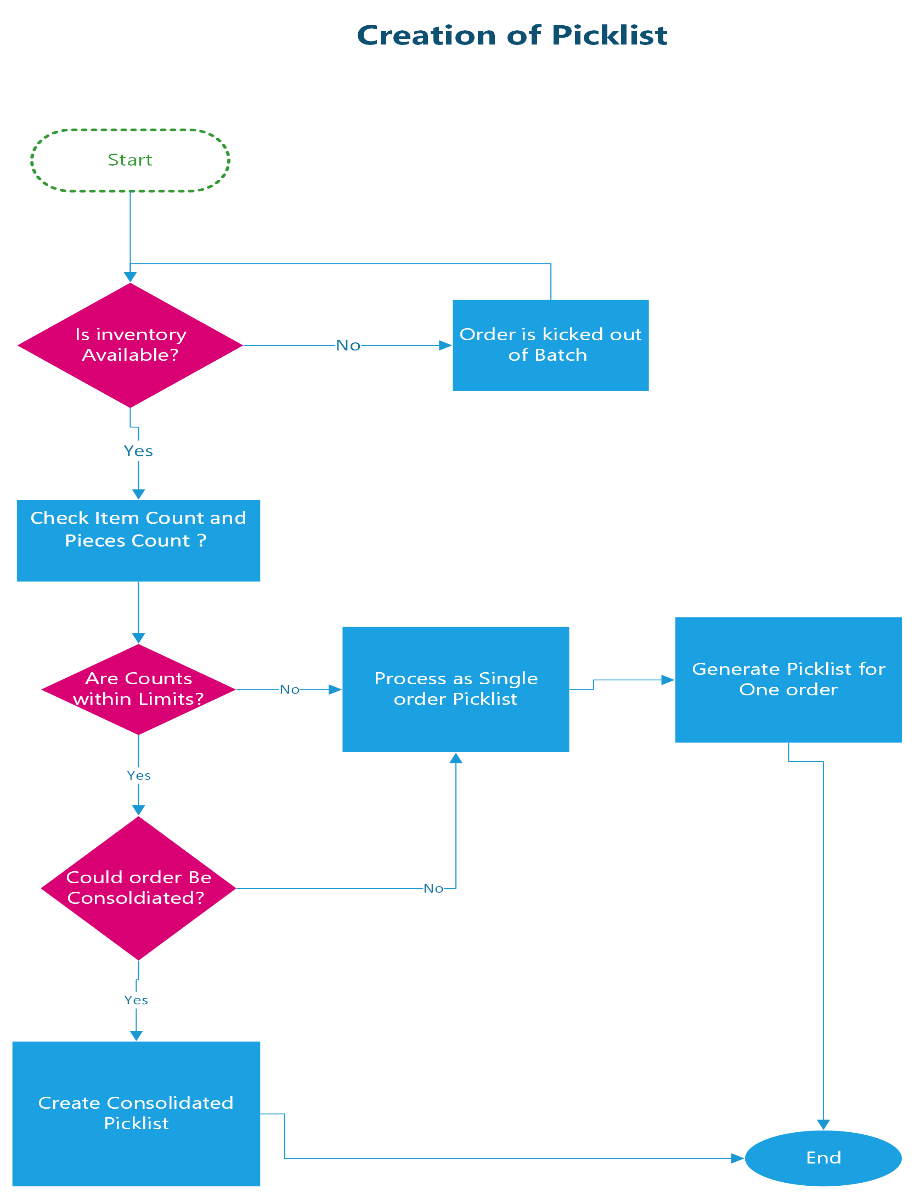 Creation of Picklist
Start
Is inventory
Available?
No
Order is kicked out
of Batch
Yes
Check Item Count and
Pieces Count ?
Are Counts
within Limits?
No
Process as Single
order Picklist
Generate Picklist for
One order
Yes
Could order Be
Consoldiated?
No
Yes
Create Consolidated
Picklist
End